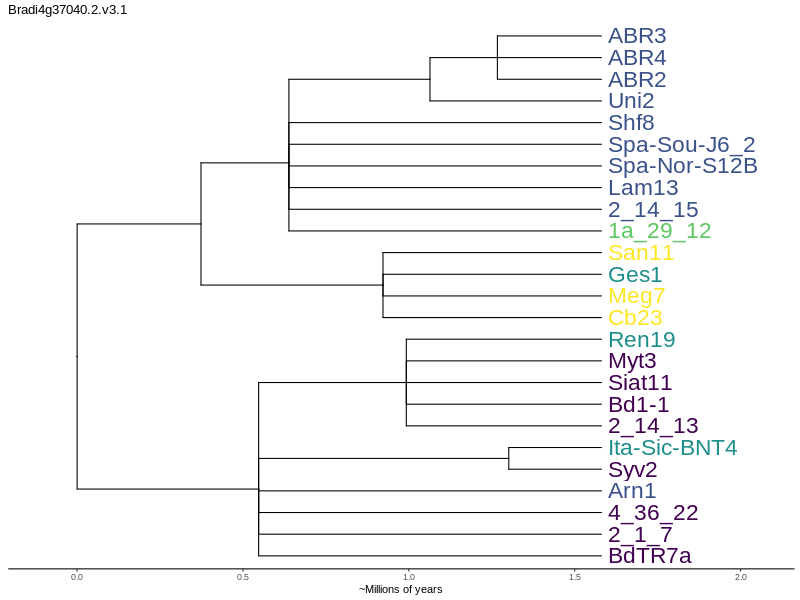 Bradi4g37040.2.v3.1
ABR3
ABR4
ABR2
Uni2
Shf8
Spa-Sou-J6_2
Spa-Nor-S12B
Lam13
2_14_15
1a_29_12
San11
Ges1
Meg7
Cb23
Ren19
Myt3
Siat11
Bd1-1
2_14_13
Ita-Sic-BNT4
Syv2
Arn1
4_36_22
2_1_7
BdTR7a
0.0 0.5 1.0 1.5 2.0
~Millions of years